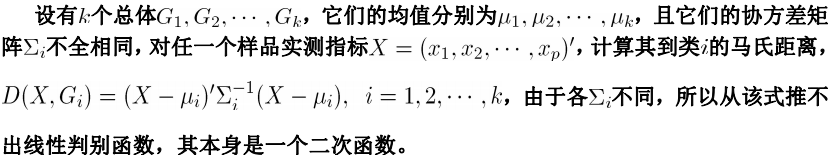 设有k个总体G₁, G₂, ⋯, Gₖ，它们的均值分别为μ₁, μ₂, ⋯, μₖ，且它们的协方差矩
阵Σᵢ不全相同，对任一个样品实测指标X = (x₁, x₂, ⋯, xₚ)′，计算其到类i的马氏距离，
D(X, Gᵢ) = (X − μᵢ)′Σᵢ⁻¹(X − μᵢ), i = 1, 2, ⋯, k，由于各Σᵢ不同，所以从该式推不
出线性判别函数，其本身是一个二次函数。